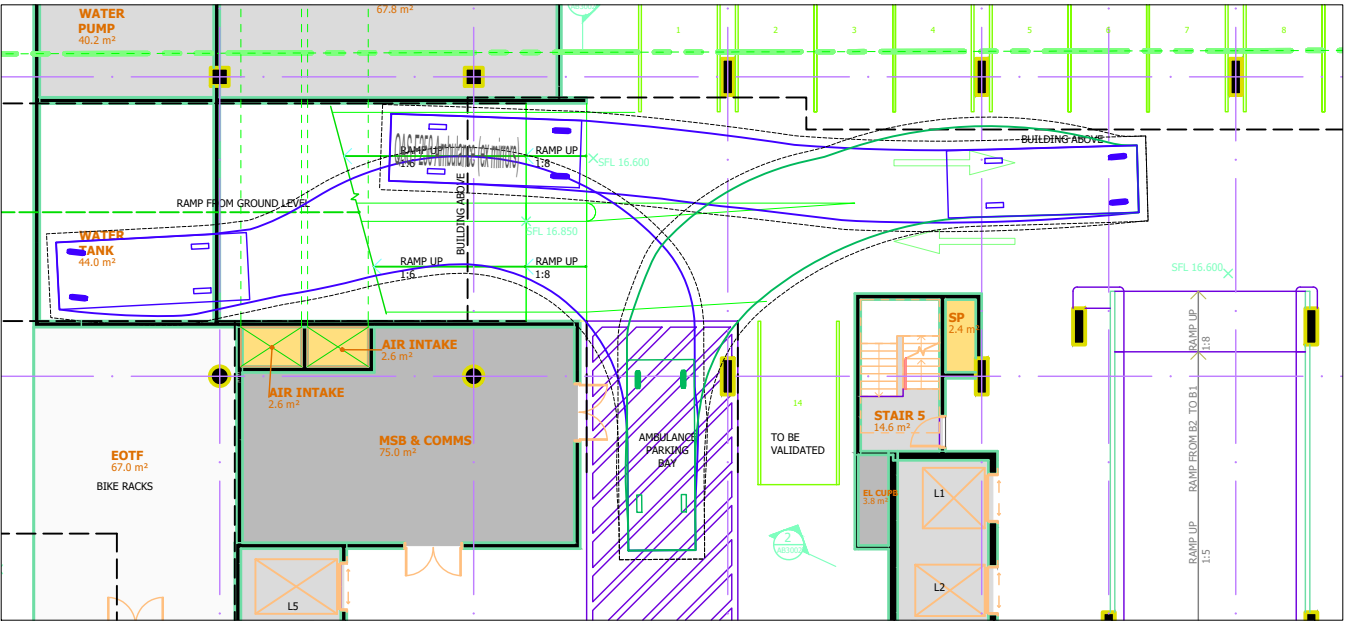 WATER
PUMP
40.2 m²
67.8 m²
1
2
3
4
5
6
7
8
BUILDING ABOVE
RAMP UP
1:6
RAMP UP
1:8
SFL 16.600
RAMP FROM GROUND LEVEL
BUILDING ABOVE
SFL 16.850
WATER
TANK
44.0 m²
RAMP UP
1:6
RAMP UP
1:8
SFL 16.600
SP
2.4 m²
RAMP UP
1:8
AIR INTAKE
2.6 m²
AIR INTAKE
2.6 m²
RAMP FROM B2 TO B1
14
STAIR 5
14.6 m²
MSB & COMMS
75.0 m²
AMBULANCE
PARKING
BAY
TO BE
VALIDATED
EOTF
67.0 m²
BIKE RACKS
EL CUPB
3.8 m²
L1
2
RAMP UP
1:5
L2
L5